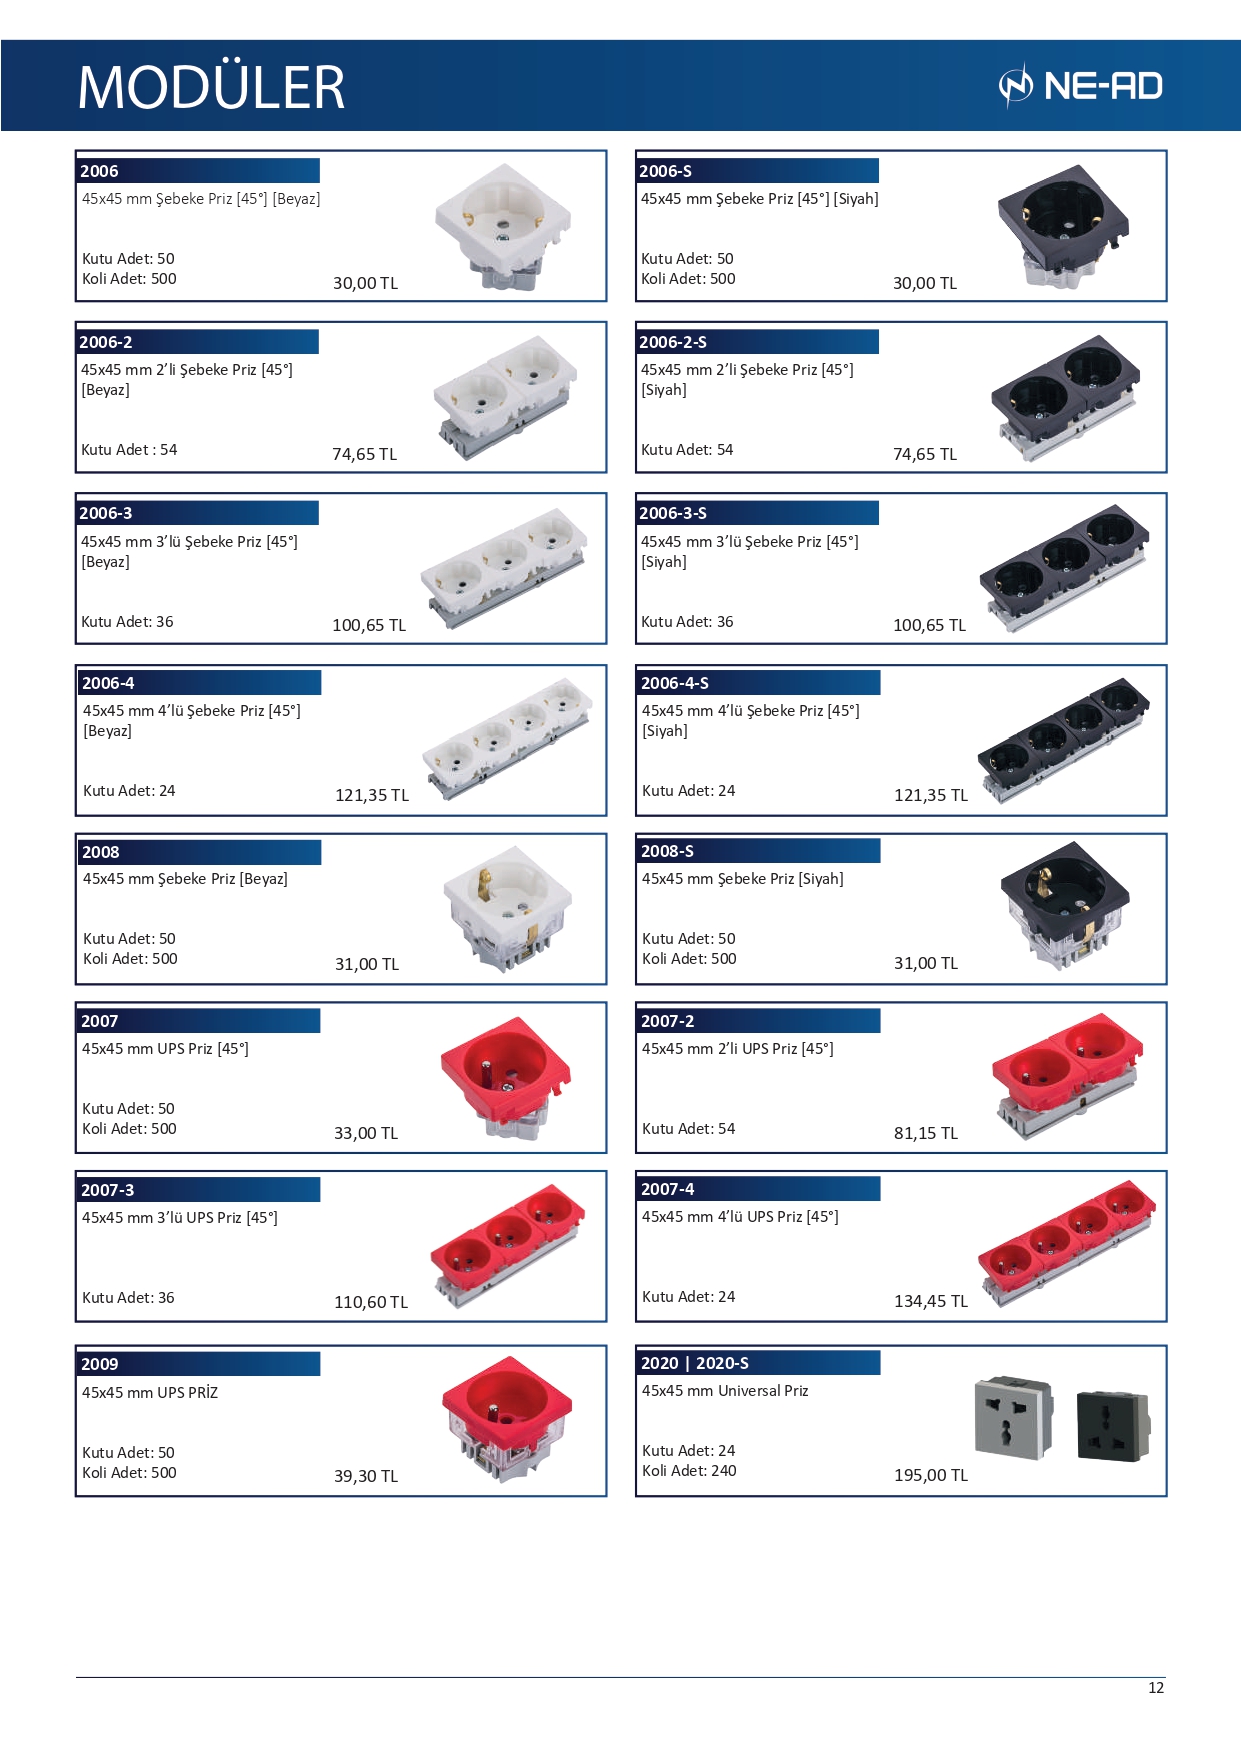 MODÜLER
NE-AD
2006
45x45 mm Şebeke Priz [45°] [Beyaz]
Kutu Adet: 50
Koli Adet: 500
30,00 TL
2006-S
45x45 mm Şebeke Priz [45°] [Siyah]
Kutu Adet: 50
Koli Adet: 500
30,00 TL
2006-2
45x45 mm 2’li Şebeke Priz [45°]
[Beyaz]
Kutu Adet : 54
74,65 TL
2006-2-S
45x45 mm 2’li Şebeke Priz [45°]
[Siyah]
Kutu Adet: 54
74,65 TL
2006-3
45x45 mm 3’lü Şebeke Priz [45°]
[Beyaz]
Kutu Adet: 36
100,65 TL
2006-3-S
45x45 mm 3’lü Şebeke Priz [45°]
[Siyah]
Kutu Adet: 36
100,65 TL
2006-4
45x45 mm 4’lü Şebeke Priz [45°]
[Beyaz]
Kutu Adet: 24
121,35 TL
2006-4-S
45x45 mm 4’lü Şebeke Priz [45°]
[Siyah]
Kutu Adet: 24
121,35 TL
2008
45x45 mm Şebeke Priz [Beyaz]
Kutu Adet: 50
Koli Adet: 500
31,00 TL
2008-S
45x45 mm Şebeke Priz [Siyah]
Kutu Adet: 50
Koli Adet: 500
31,00 TL
2007
45x45 mm UPS Priz [45°]
Kutu Adet: 50
Koli Adet: 500
33,00 TL
2007-2
45x45 mm 2’li UPS Priz [45°]
Kutu Adet: 54
81,15 TL
2007-3
45x45 mm 3’lü UPS Priz [45°]
Kutu Adet: 36
110,60 TL
2007-4
45x45 mm 4’lü UPS Priz [45°]
Kutu Adet: 24
134,45 TL
2009
45x45 mm UPS PRİZ
Kutu Adet: 50
Koli Adet: 500
39,30 TL
2020 | 2020-S
45x45 mm Universal Priz
Kutu Adet: 24
Koli Adet: 240
195,00 TL
12